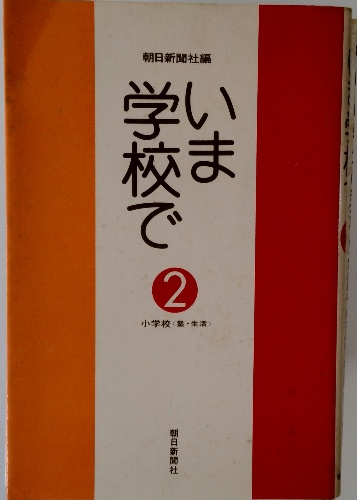 朝日新聞社編
いま
学校で
2
小学校〈塾・生活〉
朝日新聞社